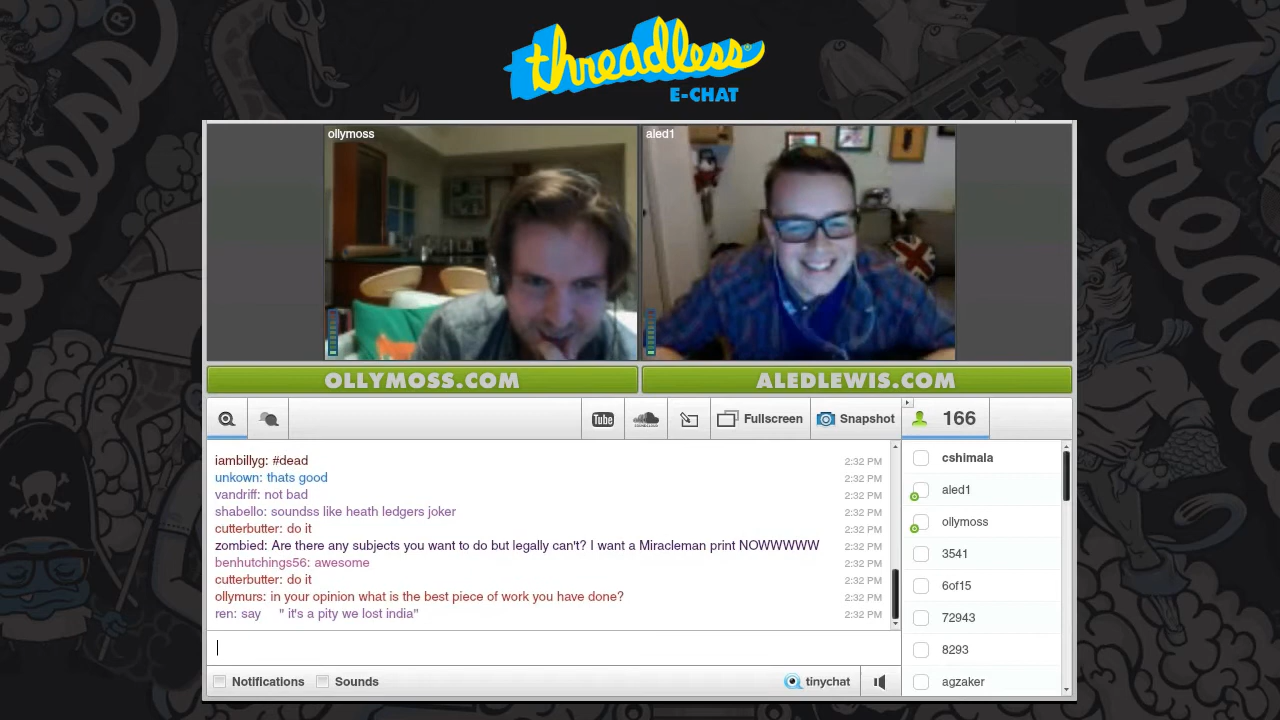 threadless
E-CHAT
ollymoss
aled1
OLLYMOSS.COM
ALEDLEWIS.COM
Tube
Fullscreen
Snapshot
166
iambillyg: #dead 2:32 PM
unkown: thats good 2:32 PM
vandriff: not bad 2:32 PM
shabello: soundss like heath ledgers joker 2:32 PM
cutterbutter: do it 2:32 PM
zombied: Are there any subjects you want to do but legally can't? I want a Miracleman print NOWWWWW 2:32 PM
benhutchings56: awesome 2:32 PM
cutterbutter: do it 2:32 PM
ollymurs: in your opinion what is the best piece of work you have done? 2:32 PM
ren: say " it's a pity we lost india" 2:32 PM
cshimala
aled1
ollymoss
3541
6of15
72943
8293
agzaker
Notifications
Sounds
tinychat